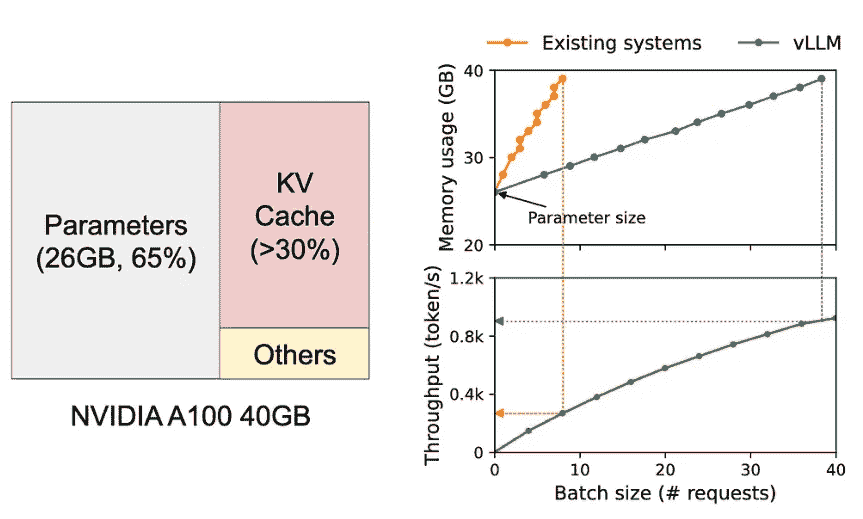 Parameters
(26GB, 65%)
KV
Cache
(>30%)
Others
NVIDIA A100 40GB
Existing systems
vLLM
Memory usage (GB)
40
30
20
Parameter size
Throughput (token/s)
1.2k
0.8k
0.4k
0
0
10
20
30
40
Batch size (# requests)